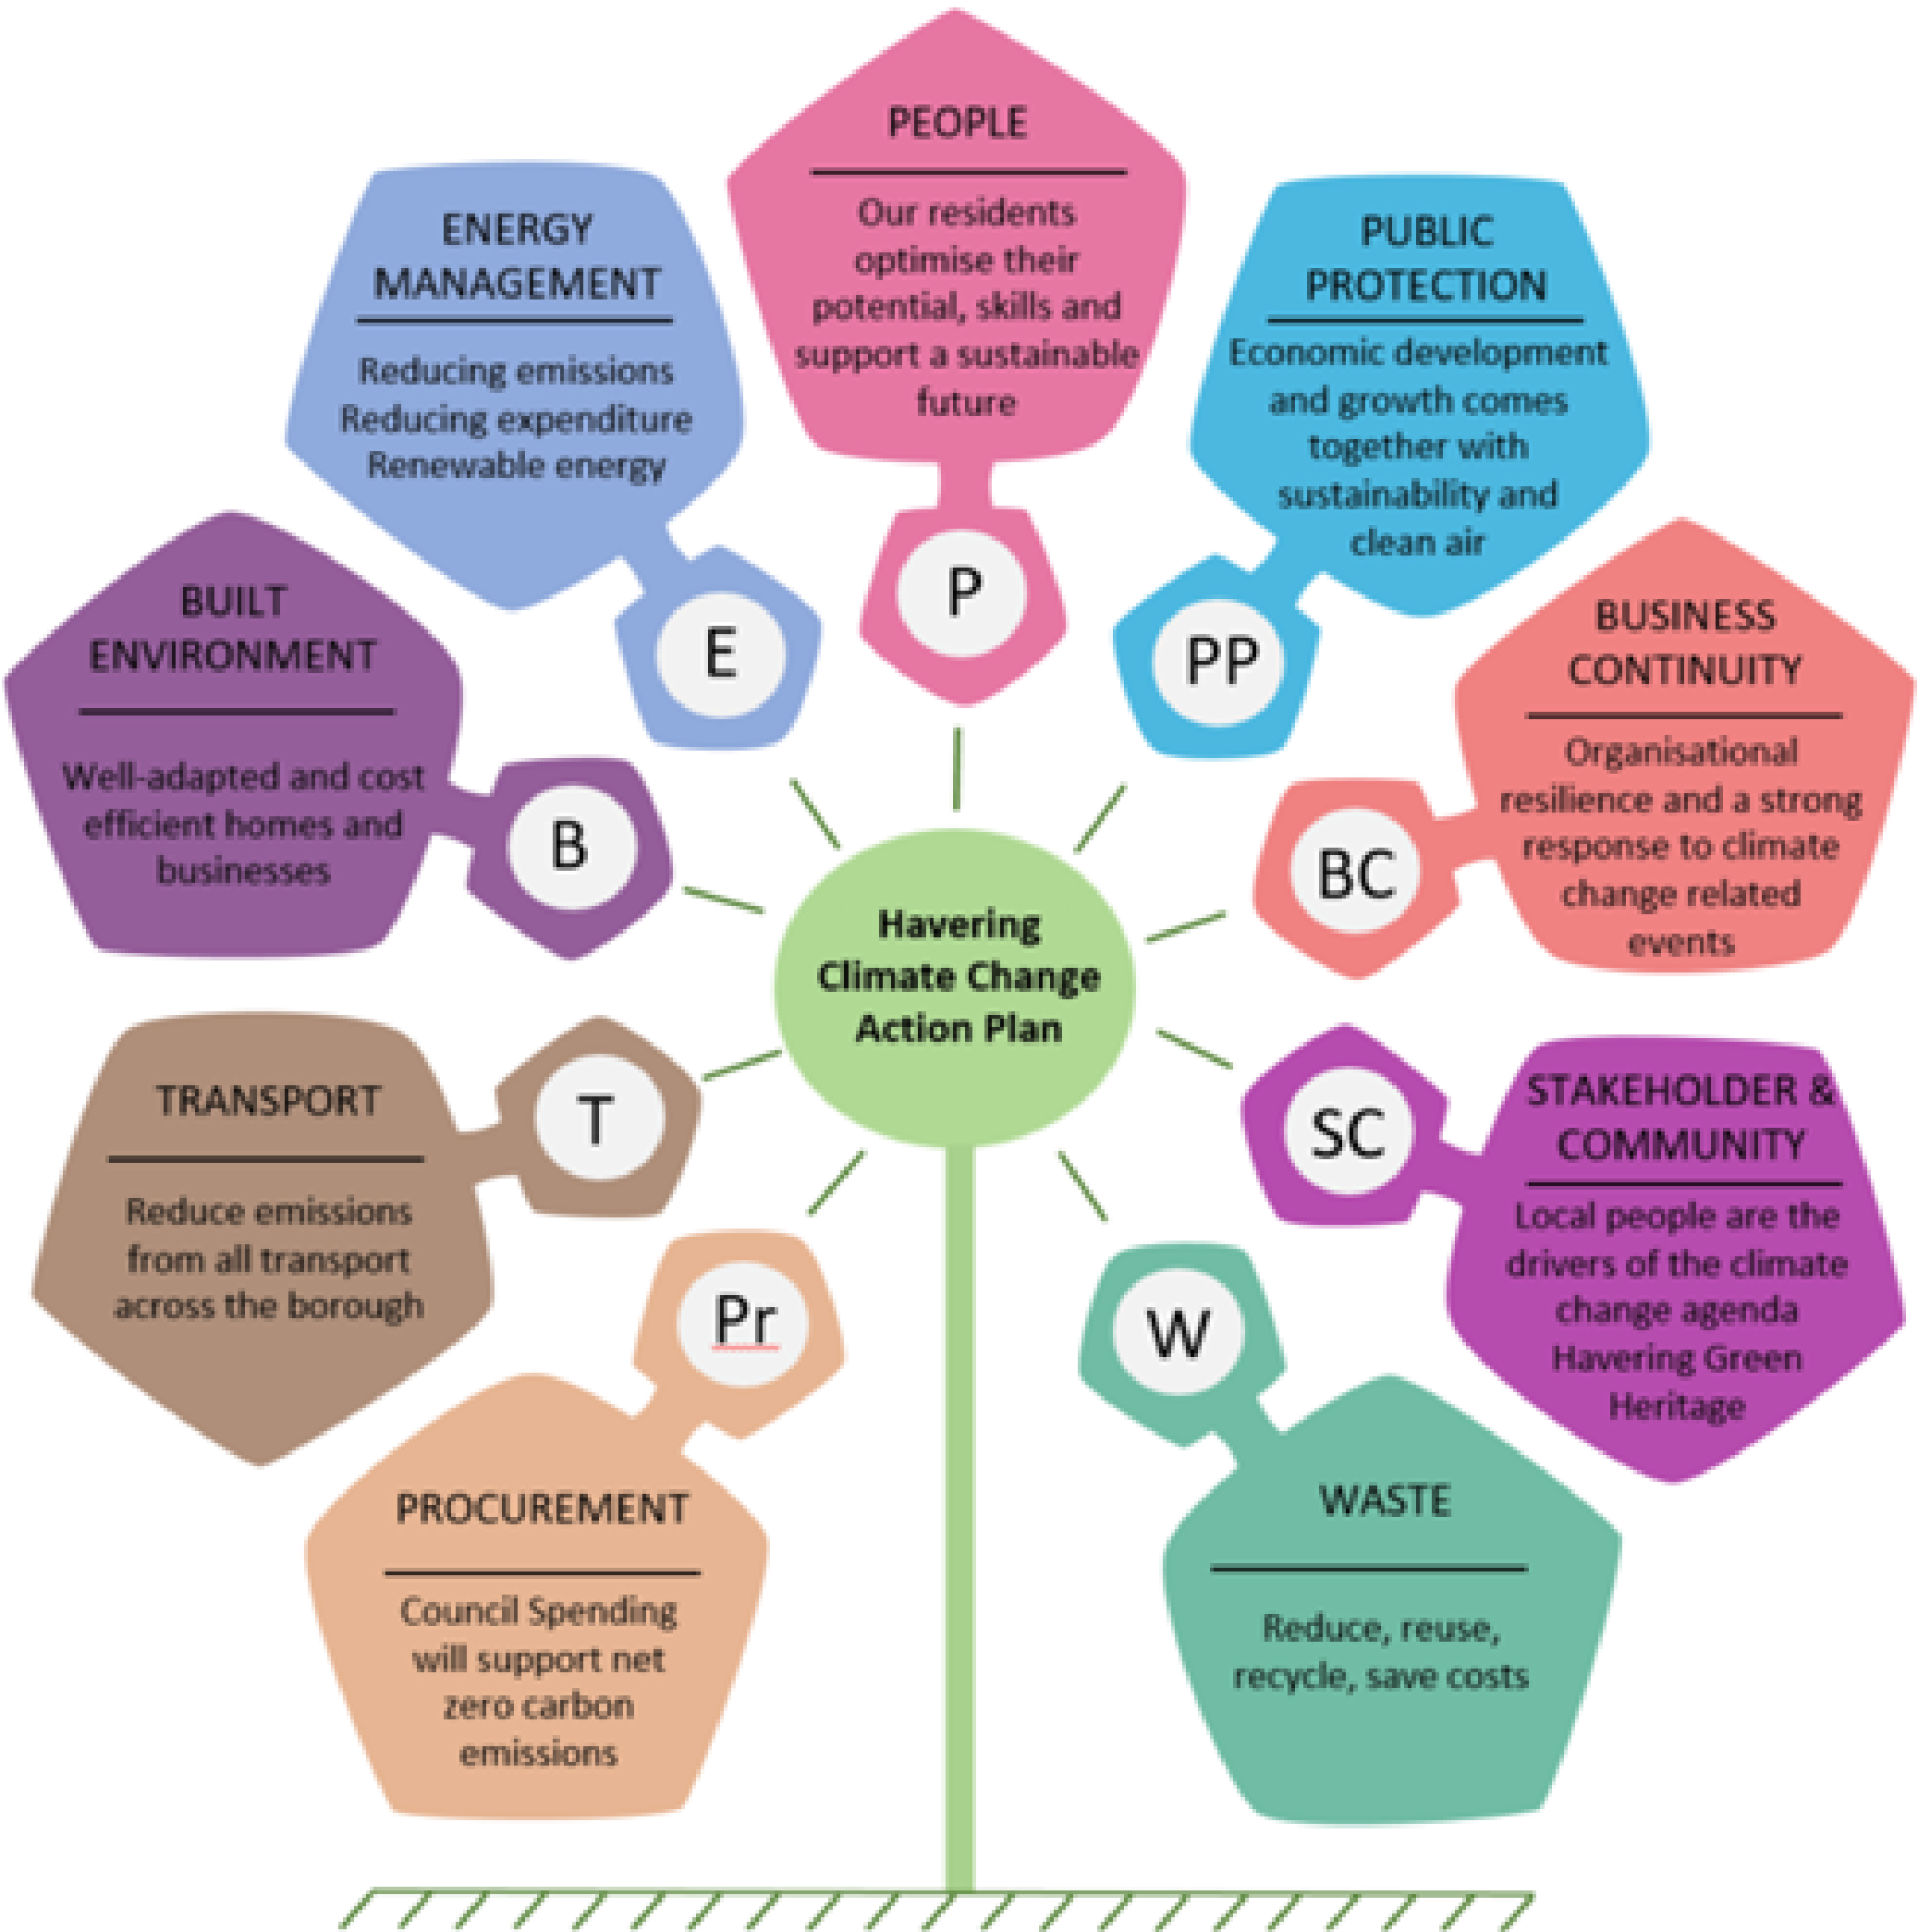 PEOPLE
Our residents
optimise their
potential, skills and
support a sustainable
future
P
ENERGY
MANAGEMENT
Reducing emissions
Reducing expenditure
Renewable energy
E
PUBLIC
PROTECTION
Economic development
and growth comes
together with
sustainability and
clean air
PP
BUILT
ENVIRONMENT
Well-adapted and cost
efficient homes and
businesses
B
BUSINESS
CONTINUITY
Organisational
resilience and a strong
response to climate
change related
events
BC
Havering
Climate Change
Action Plan
TRANSPORT
Reduce emissions
from all transport
across the borough
T
STAKEHOLDER &
COMMUNITY
Local people are the
drivers of the climate
change agenda
Havering Green
Heritage
SC
Pr
PROCUREMENT
Council Spending
will support net
zero carbon
emissions
W
WASTE
Reduce, reuse,
recycle, save costs